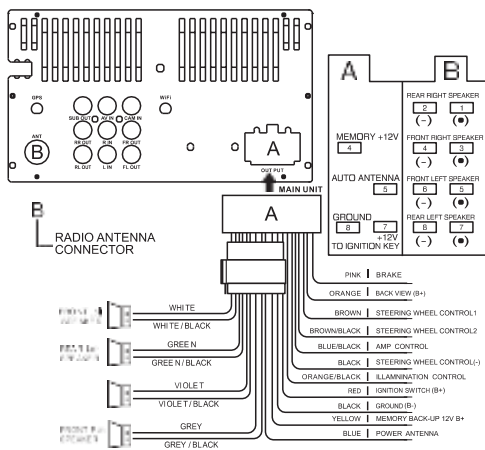 GPS
WiFi
SUB OUT AV IN CAM IN
RR OUT R IN FR OUT
RL OUT L IN FL OUT
ANT
B
A
OUT PUT
MAIN UNIT
A
B
RADIO ANTENNA
CONNECTOR
A
MEMORY +12V
4
AUTO ANTENNA
5
GROUND
8 7
+12V
TO IGNITION KEY
B
REAR RIGHT SPEAKER
2 1
(-)
FRONT RIGHT SPEAKER
4 3
(-)
FRONT LEFT SPEAKER
6 5
(-)
REAR LEFT SPEAKER
8 7
(-)
WHITE
WHITE/BLACK
GREEN
GREEN/BLACK
VIOLET
VIOLET/BLACK
GREY
GREY/BLACK
PINK BRAKE
ORANGE BACK VIEW (B+)
BROWN STEERING WHEEL CONTROL1
BROWN/BLACK STEERING WHEEL CONTROL2
BLUE/BLACK AMP CONTROL
BLACK STEERING WHEEL CONTROL(-)
ORANGE/BLACK ILLAMNINATION CONTROL
RED IGNITION SWITCH (B+)
BLACK GROUND (B-)
YELLOW MEMORY BACK-UP 12V B+
BLUE POWER ANTENNA